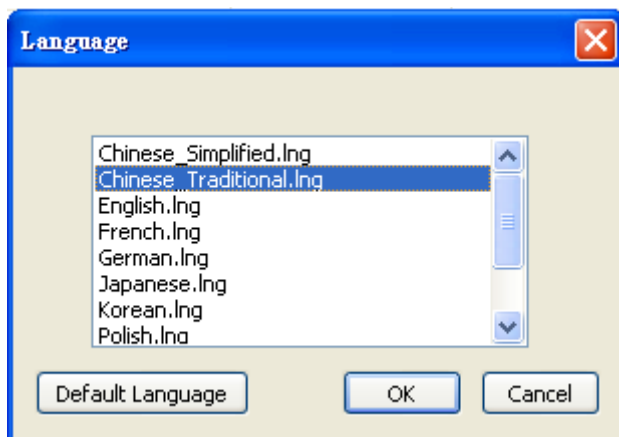 Language
Chinese_Simplified.lng
Chinese_Traditional.lng
English.lng
French.lng
German.lng
Japanese.lng
Korean.lng
Polish.lng
Default Language OK Cancel